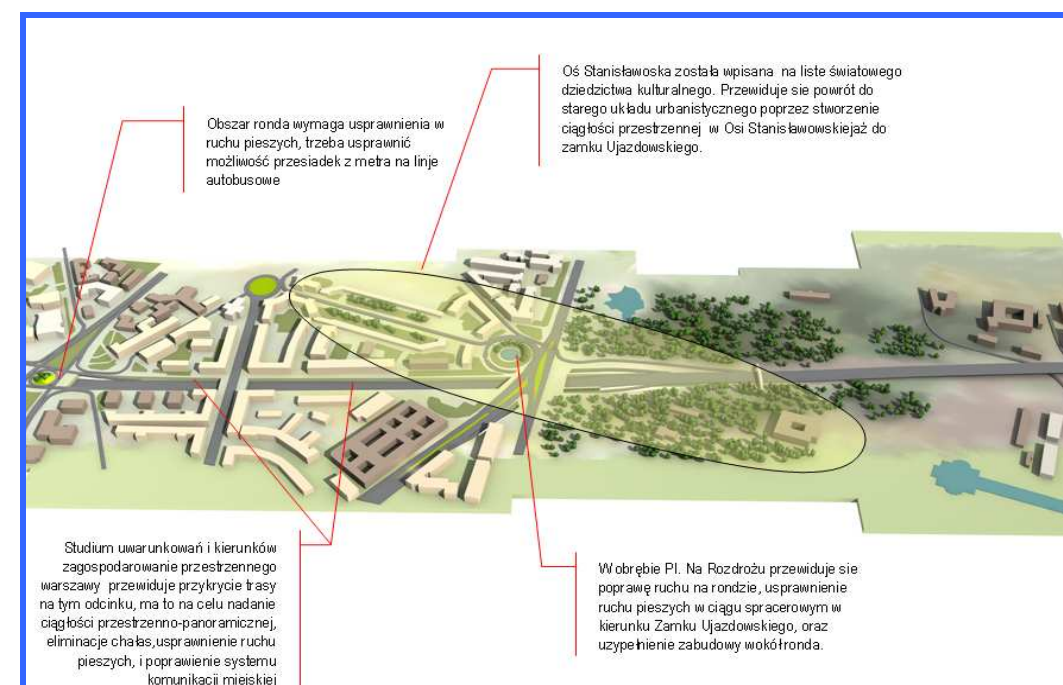 Oś Stanisławoska została wpisana na liste światowego
dziedzictwa kulturalnego. Przewiduje sie powrót do
starego układu urbanistycznego poprzez stworzenie
ciągłości przestrzennej w Osi Stanisławowskiejaż do
zamku Ujazdowskiego.
Obszar ronda wymaga usprawnienia w
ruchu pieszych, trzeba usprawnić
możliwość przesiadek z metra na linje
autobusowe
Studium uwarunkowań i kierunków
zagospodarowanie przestrzennego
warszawy przewiduje przykrycie trasy
na tym odcinku, ma to na celu nadanie
ciągłości przestrzenno-panoramicznej,
eliminacje chałas,usprawnienie ruchu
pieszych, i poprawienie systemu
komunikacji miejskiej
W obrębie Pl. Na Rozdrożu przewiduje sie
poprawę ruchu na rondzie, usprawnienie
ruchu pieszych w ciągu spracerowym w
kierunku Zamku Ujazdowskiego, oraz
uzypełnienie zabudowy wokół ronda.